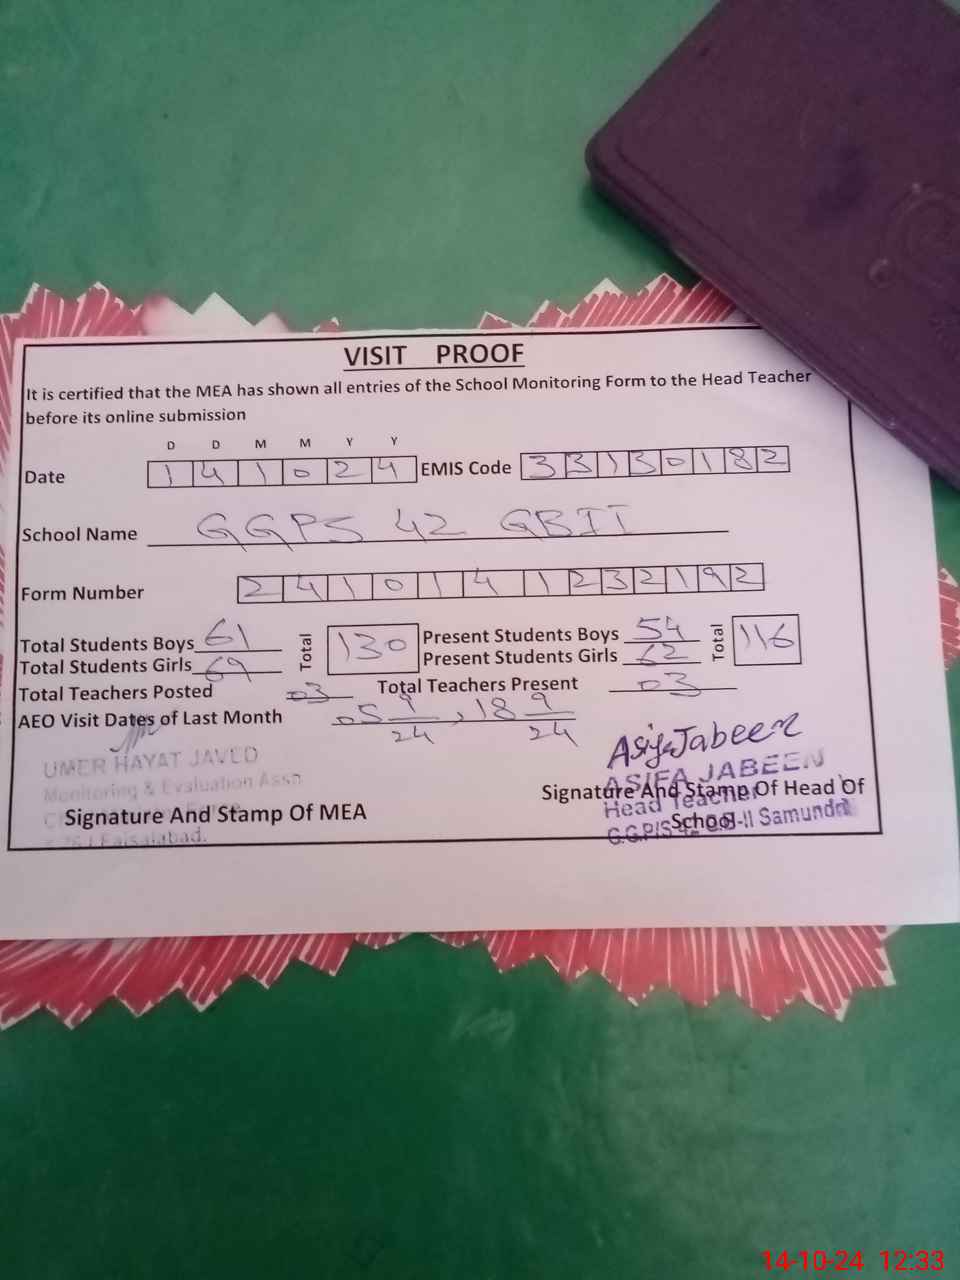 VISIT PROOF
It is certified that the MEA has shown all entries of the School Monitoring Form to the Head Teacher
before its online submission
D D M M Y Y
Date 1 4 1 0 2 4 EMIS Code 3 3 1 3 0 1 8 2
School Name GGPS 42 GBII
Form Number 2 4 1 0 1 4 1 2 3 2 1 9 2
Total Students Boys 61 Total 130 Present Students Boys 54 Total 116
Total Students Girls 69 Present Students Girls 62
Total Teachers Posted 03 Total Teachers Present 03
AEO Visit Dates of Last Month 05 9/24, 18 9/24
Asifa Jabeen
UMER HAYAT JAVED
Monitoring & Evaluation Asstt
ASIFA JABEEN
Head Teacher
G.G.P/S 42 G.B-II Samundri
Faisalabad.
Signature And Stamp Of MEA
Signature And Stamp Of Head Of
School
14-10-24 12:33